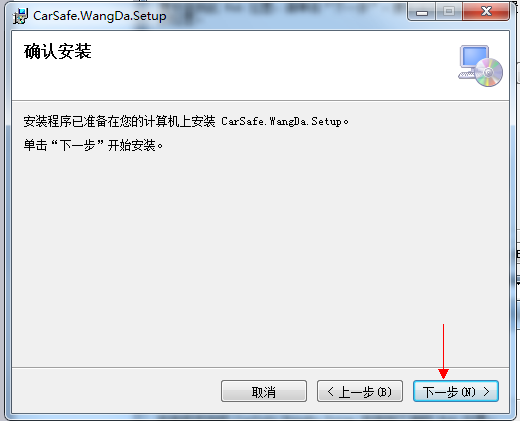 CarSafe.WangDa.Setup
确认安装
安装程序已准备在您的计算机上安装 CarSafe.WangDa.Setup。
单击“下一步”开始安装。
取消
< 上一步(B)
下一步(N) >